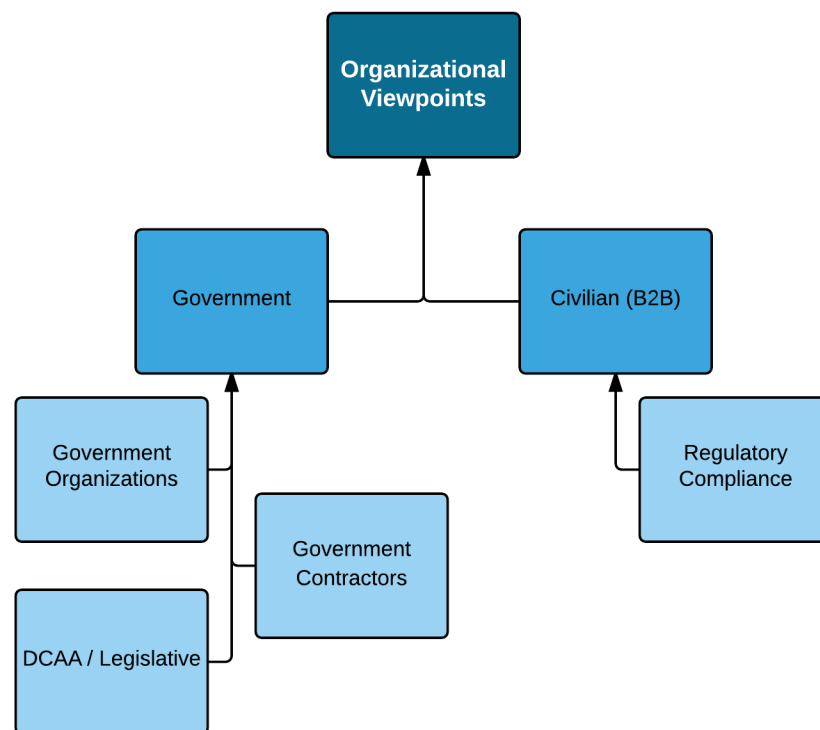 Organizational
Viewpoints
Government
Civilian (B2B)
Government
Organizations
Regulatory
Compliance
Government
Contractors
DCAA / Legislative